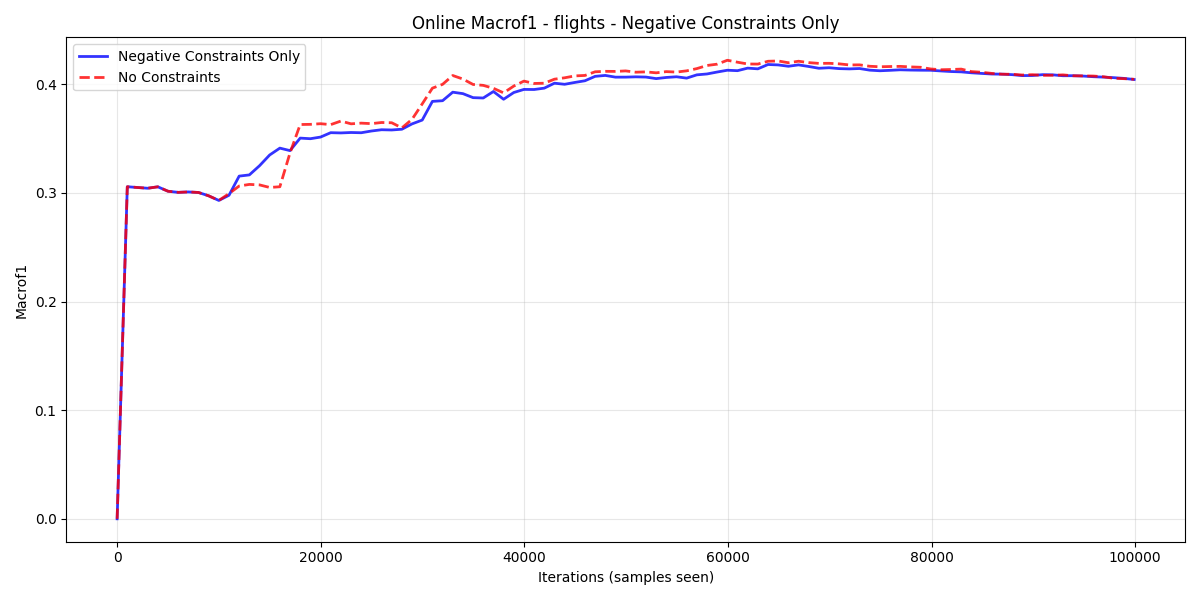 Online Macrof1 - flights - Negative Constraints Only
Negative Constraints Only
No Constraints
Macrof1
0.4
0.3
0.2
0.1
0.0
0 20000 40000 60000 80000 100000
Iterations (samples seen)